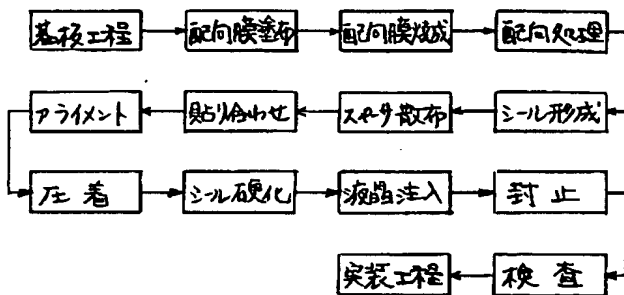 基板工程 配向膜塗布 配向膜焼成 配向処理
アライメント 貼り合わせ スペーサ散布 シール形成
圧着 シール硬化 液晶注入 封止
実装工程 検査